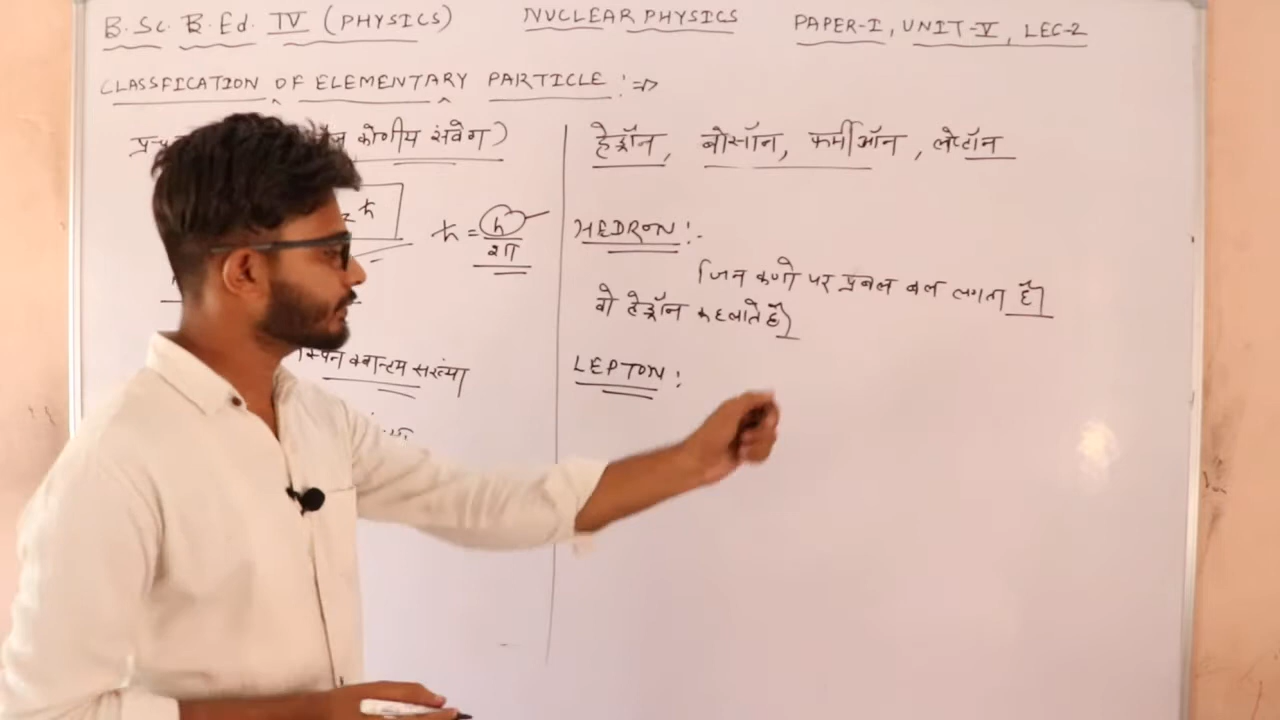 B.Sc. B.Ed. IV (PHYSICS) NUCLEAR PHYSICS PAPER-I, UNIT-V, LEC-2
CLASSFICATION OF ELEMENTARY PARTICLE :⇒
कोणीय संवेग)
ħ
ħ = h/2π
स्पिन क्वान्टम संख्या
हेड्रॉन, बोसॉन, फर्मीऑन, लेप्टॉन
HEDRON :-
जिन कणो पर प्रबल बल लगता है।
वो हेड्रॉन कहलाते है।
LEPTON :